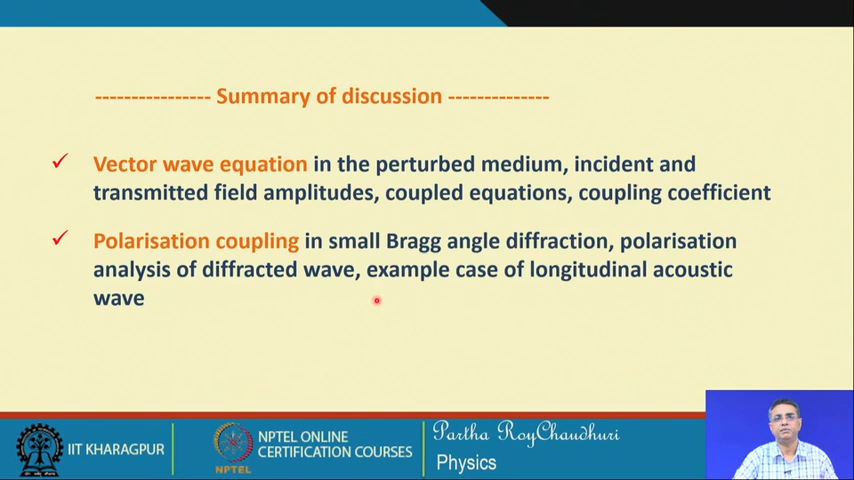 ---------------- Summary of discussion --------------
Vector wave equation in the perturbed medium, incident and
transmitted field amplitudes, coupled equations, coupling coefficient
Polarisation coupling in small Bragg angle diffraction, polarisation
analysis of diffracted wave, example case of longitudinal acoustic
wave
IIT KHARAGPUR
NPTEL
NPTEL ONLINE
CERTIFICATION COURSES
Partha RoyChaudhuri
Physics